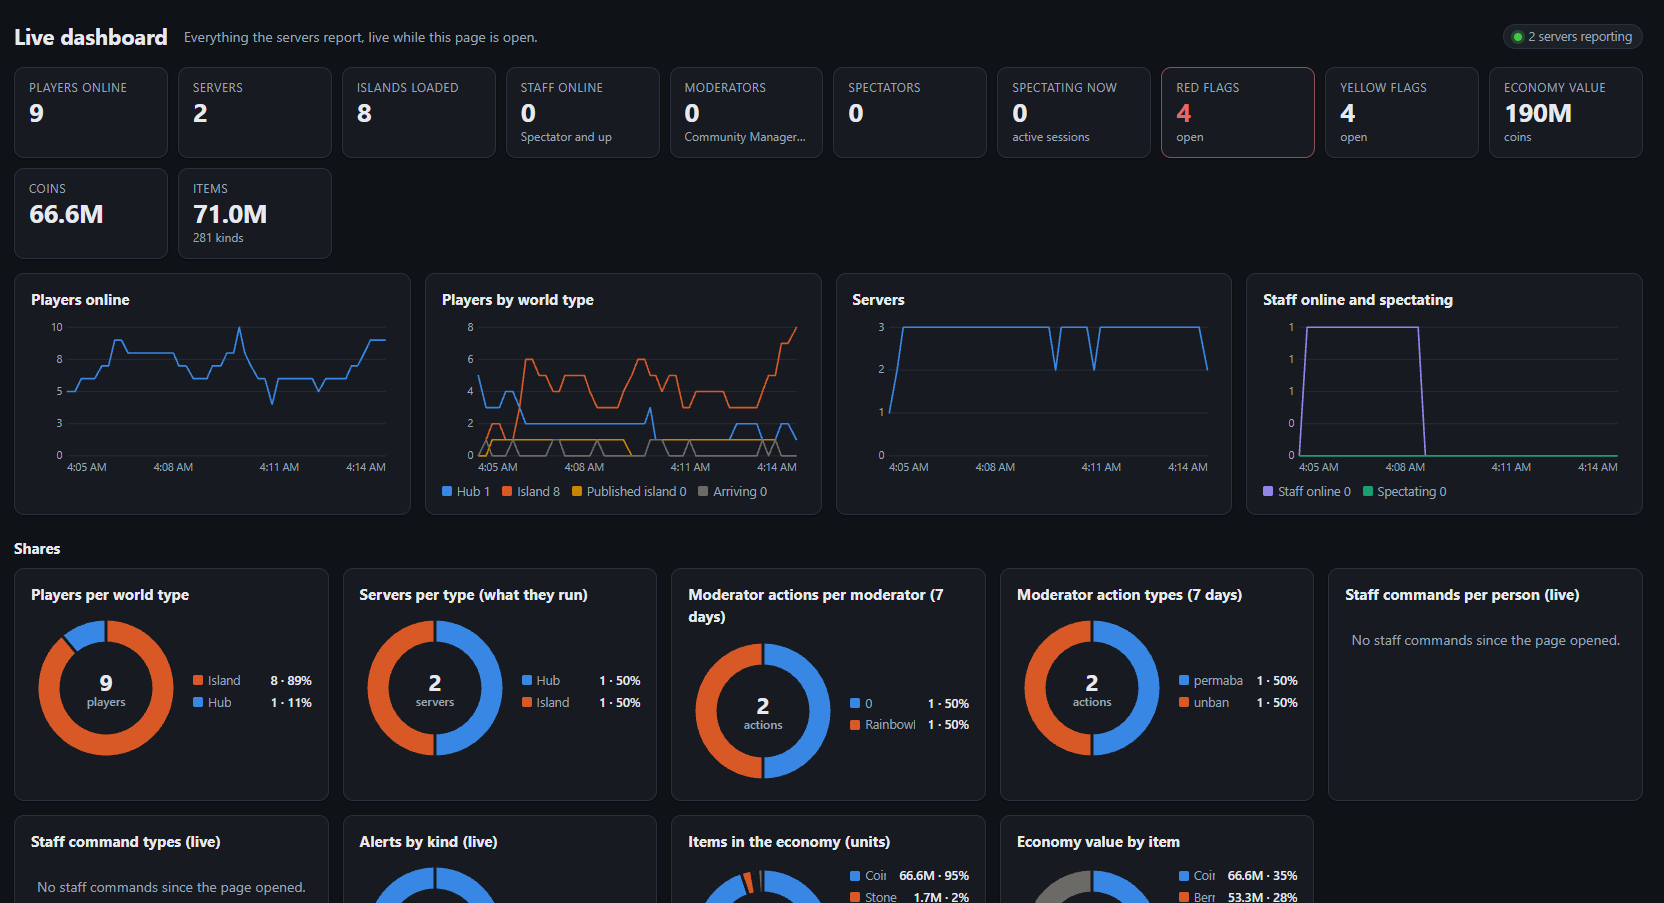 Live dashboard
Everything the servers report, live while this page is open.
2 servers reporting
PLAYERS ONLINE
9
SERVERS
2
ISLANDS LOADED
8
STAFF ONLINE
0
Spectator and up
MODERATORS
0
Community Manager...
SPECTATORS
0
SPECTATING NOW
0
active sessions
RED FLAGS
4
open
YELLOW FLAGS
4
open
ECONOMY VALUE
190M
coins
COINS
66.6M
ITEMS
71.0M
281 kinds
Players online
10
8
5
3
0
4:05 AM 4:08 AM 4:11 AM 4:14 AM
Players by world type
8
6
4
2
0
4:05 AM 4:08 AM 4:11 AM 4:14 AM
Hub 1 Island 8 Published island 0 Arriving 0
Servers
3
2
1
0
4:05 AM 4:08 AM 4:11 AM 4:14 AM
Staff online and spectating
1
1
1
0
0
4:05 AM 4:08 AM 4:11 AM 4:14 AM
Staff online 0 Spectating 0
Shares
Players per world type
9
players
Island 8 · 89%
Hub 1 · 11%
Servers per type (what they run)
2
servers
Hub 1 · 50%
Island 1 · 50%
Moderator actions per moderator (7
days)
2
actions
0 1 · 50%
Rainbowl 1 · 50%
Moderator action types (7 days)
2
actions
permaba 1 · 50%
unban 1 · 50%
Staff commands per person (live)
No staff commands since the page opened.
Staff command types (live)
No staff commands since the page opened.
Alerts by kind (live)
Items in the economy (units)
Coi 66.6M · 95%
Stone 1.7M · 2%
Economy value by item
Coi 66.6M · 35%
Berr 53.3M · 28%